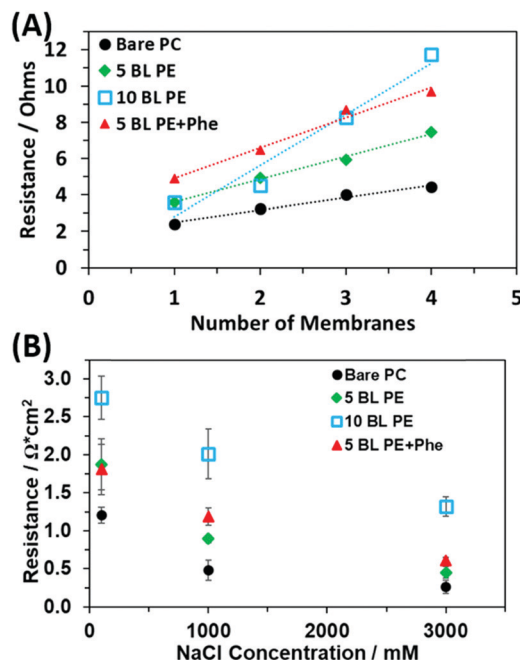 (A)
Bare PC
5 BL PE
10 BL PE
5 BL PE+Phe
Resistance / Ohms
12
10
8
6
4
2
0
0 1 2 3 4 5
Number of Membranes
(B)
Bare PC
5 BL PE
10 BL PE
5 BL PE+Phe
Resistance / Ω*cm2
3.0
2.5
2.0
1.5
1.0
0.5
0.0
0 1000 2000 3000
NaCl Concentration / mM